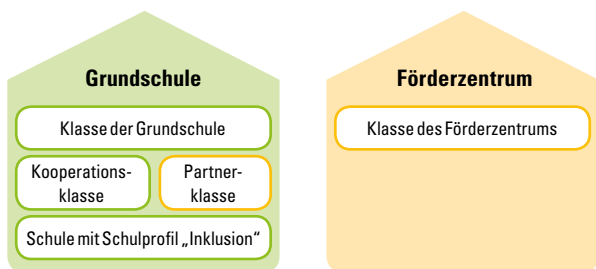 Grundschule
Klasse der Grundschule
Kooperations-
klasse
Partner-
klasse
Schule mit Schulprofil „Inklusion“
Förderzentrum
Klasse des Förderzentrums